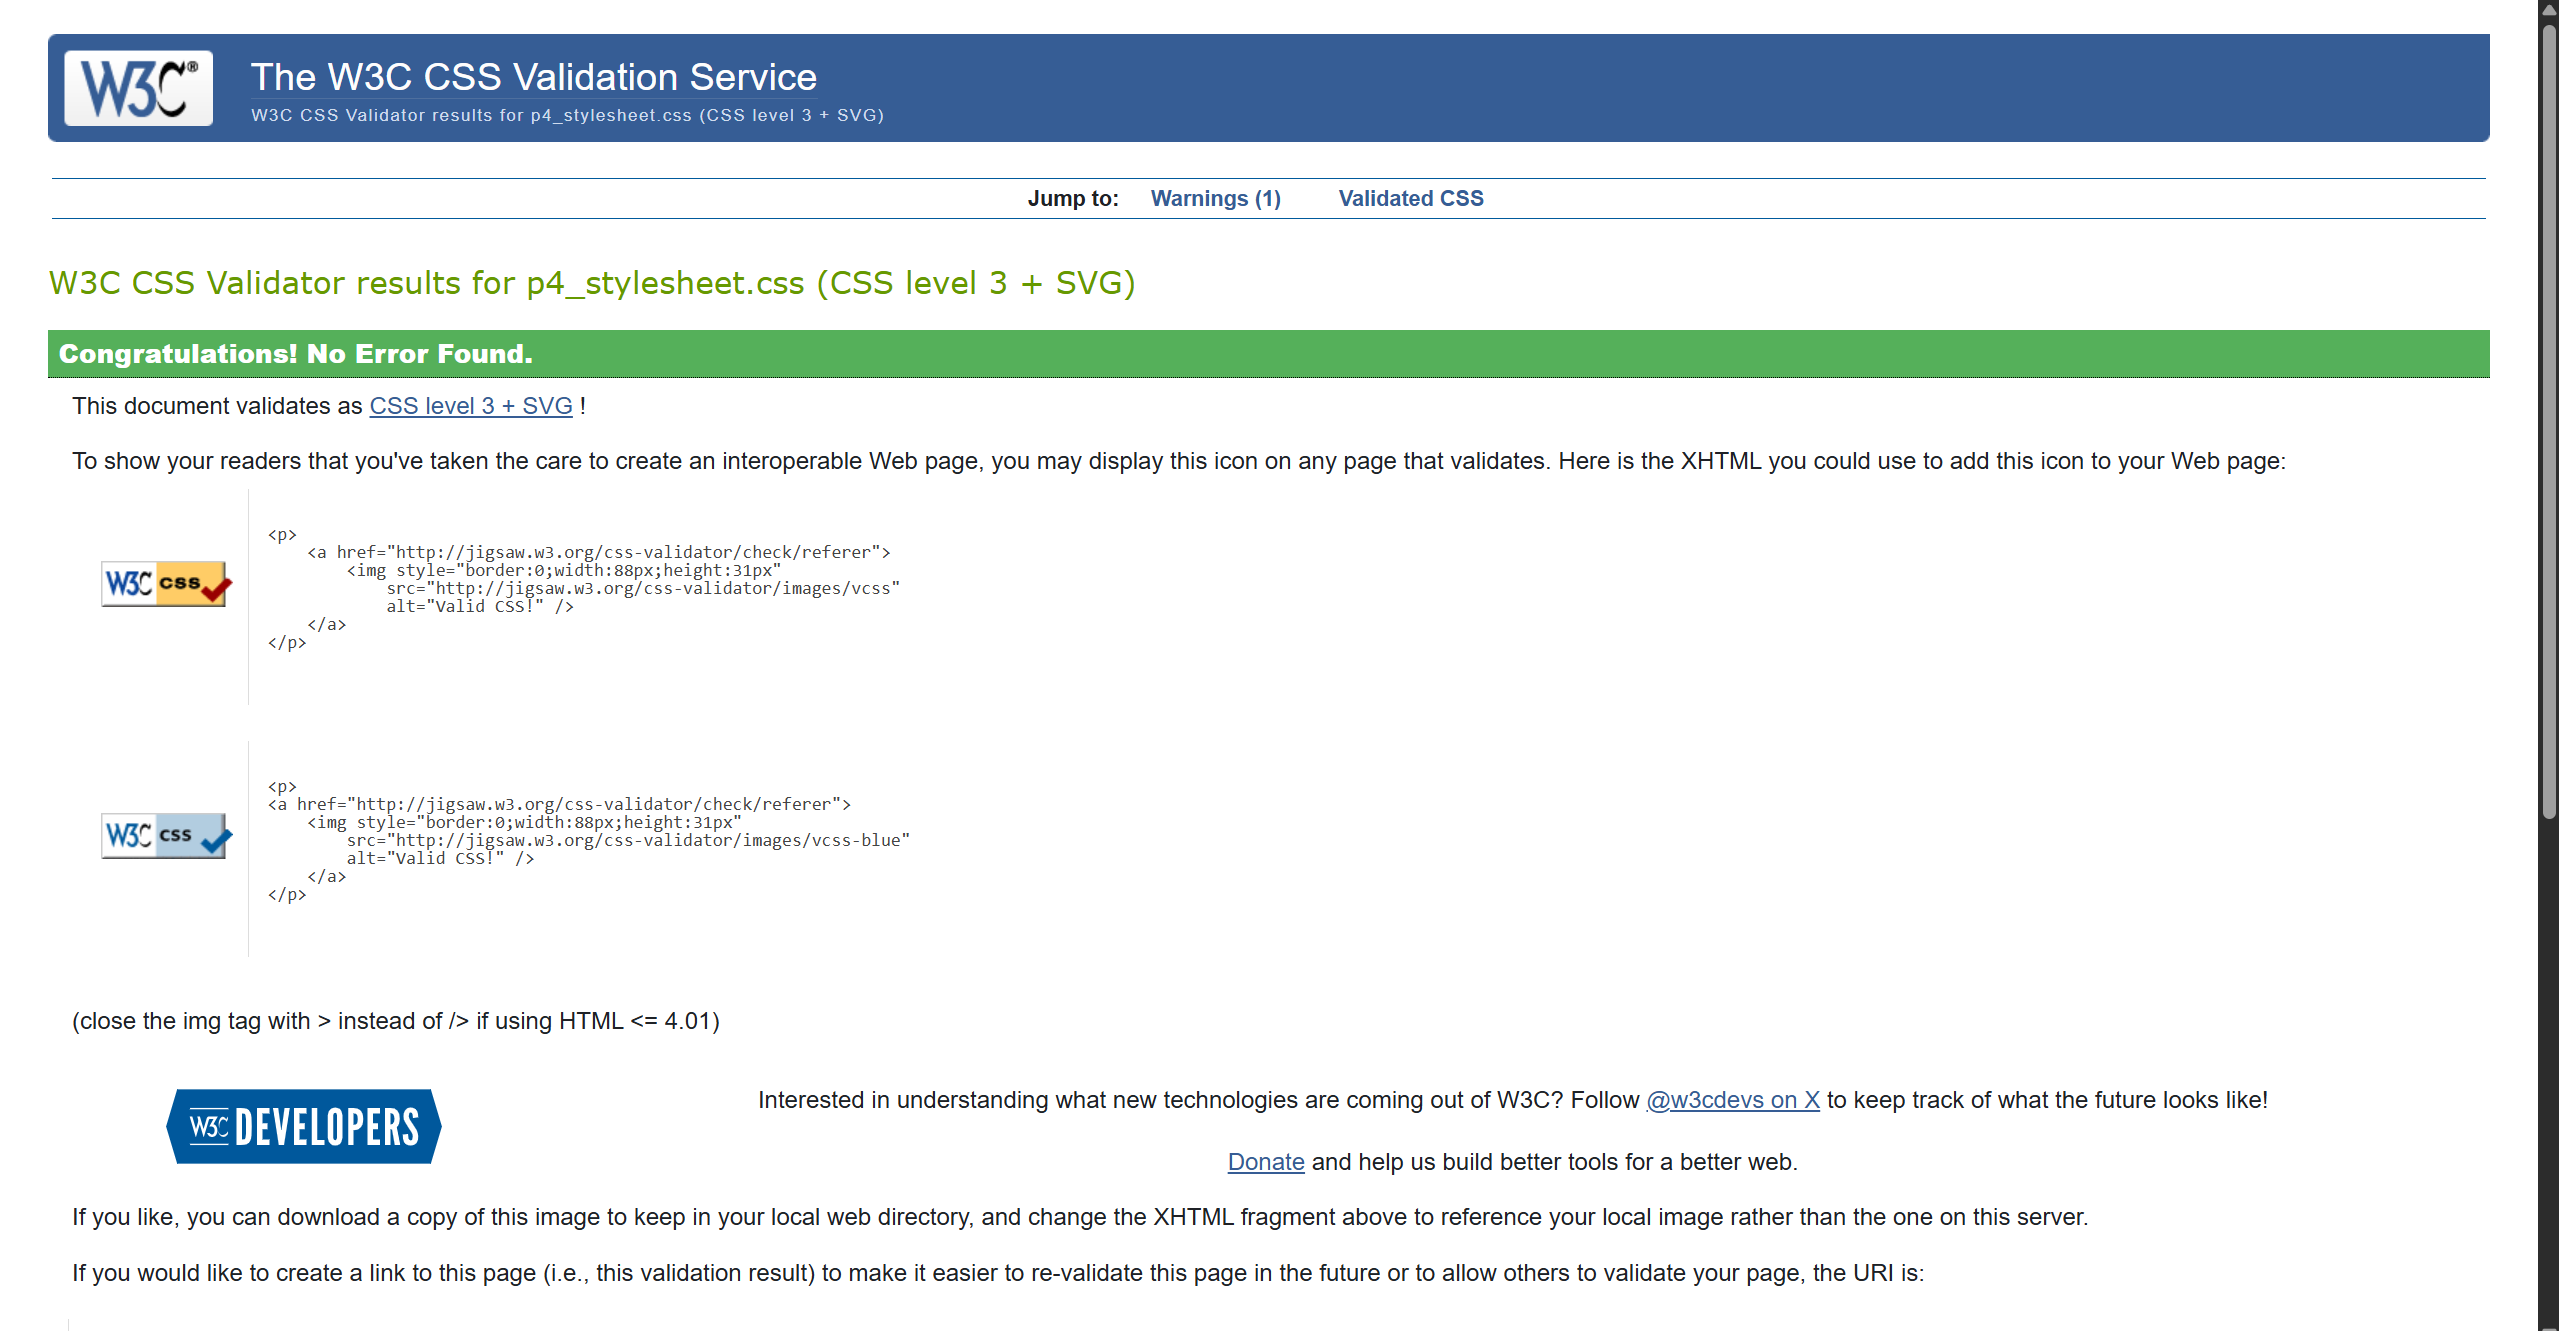 W3C®
The W3C CSS Validation Service
W3C CSS Validator results for p4_stylesheet.css (CSS level 3 + SVG)
Jump to: Warnings (1) Validated CSS
W3C CSS Validator results for p4_stylesheet.css (CSS level 3 + SVG)
Congratulations! No Error Found.
This document validates as CSS level 3 + SVG !
To show your readers that you've taken the care to create an interoperable Web page, you may display this icon on any page that validates. Here is the XHTML you could use to add this icon to your Web page:
W3C css
<p>
    <a href="http://jigsaw.w3.org/css-validator/check/referer">
        <img style="border:0;width:88px;height:31px"
            src="http://jigsaw.w3.org/css-validator/images/vcss"
            alt="Valid CSS!" />
    </a>
</p>
W3C css
<p>
<a href="http://jigsaw.w3.org/css-validator/check/referer">
    <img style="border:0;width:88px;height:31px"
        src="http://jigsaw.w3.org/css-validator/images/vcss-blue"
        alt="Valid CSS!" />
    </a>
</p>
(close the img tag with > instead of /> if using HTML <= 4.01)
W3C DEVELOPERS
Interested in understanding what new technologies are coming out of W3C? Follow @w3cdevs on X to keep track of what the future looks like!
Donate and help us build better tools for a better web.
If you like, you can download a copy of this image to keep in your local web directory, and change the XHTML fragment above to reference your local image rather than the one on this server.
If you would like to create a link to this page (i.e., this validation result) to make it easier to re-validate this page in the future or to allow others to validate your page, the URI is: